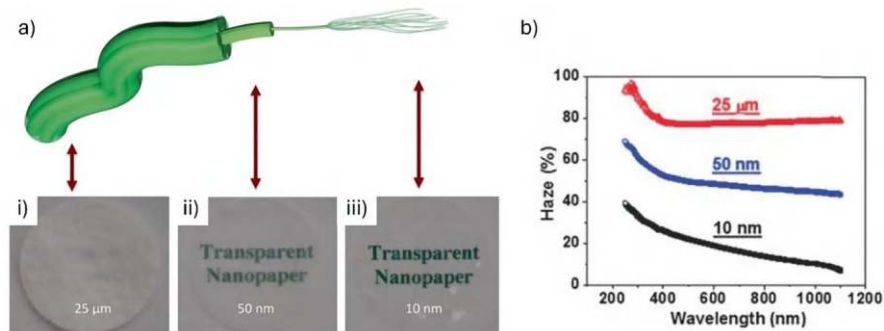 a)
i)
25 μm
ii)
Transparent
Nanopaper
50 nm
iii)
Transparent
Nanopaper
10 nm
b)
Haze (%)
100
80
60
40
20
0
25 μm
50 nm
10 nm
200 400 600 800 1000
Wavelength (nm)